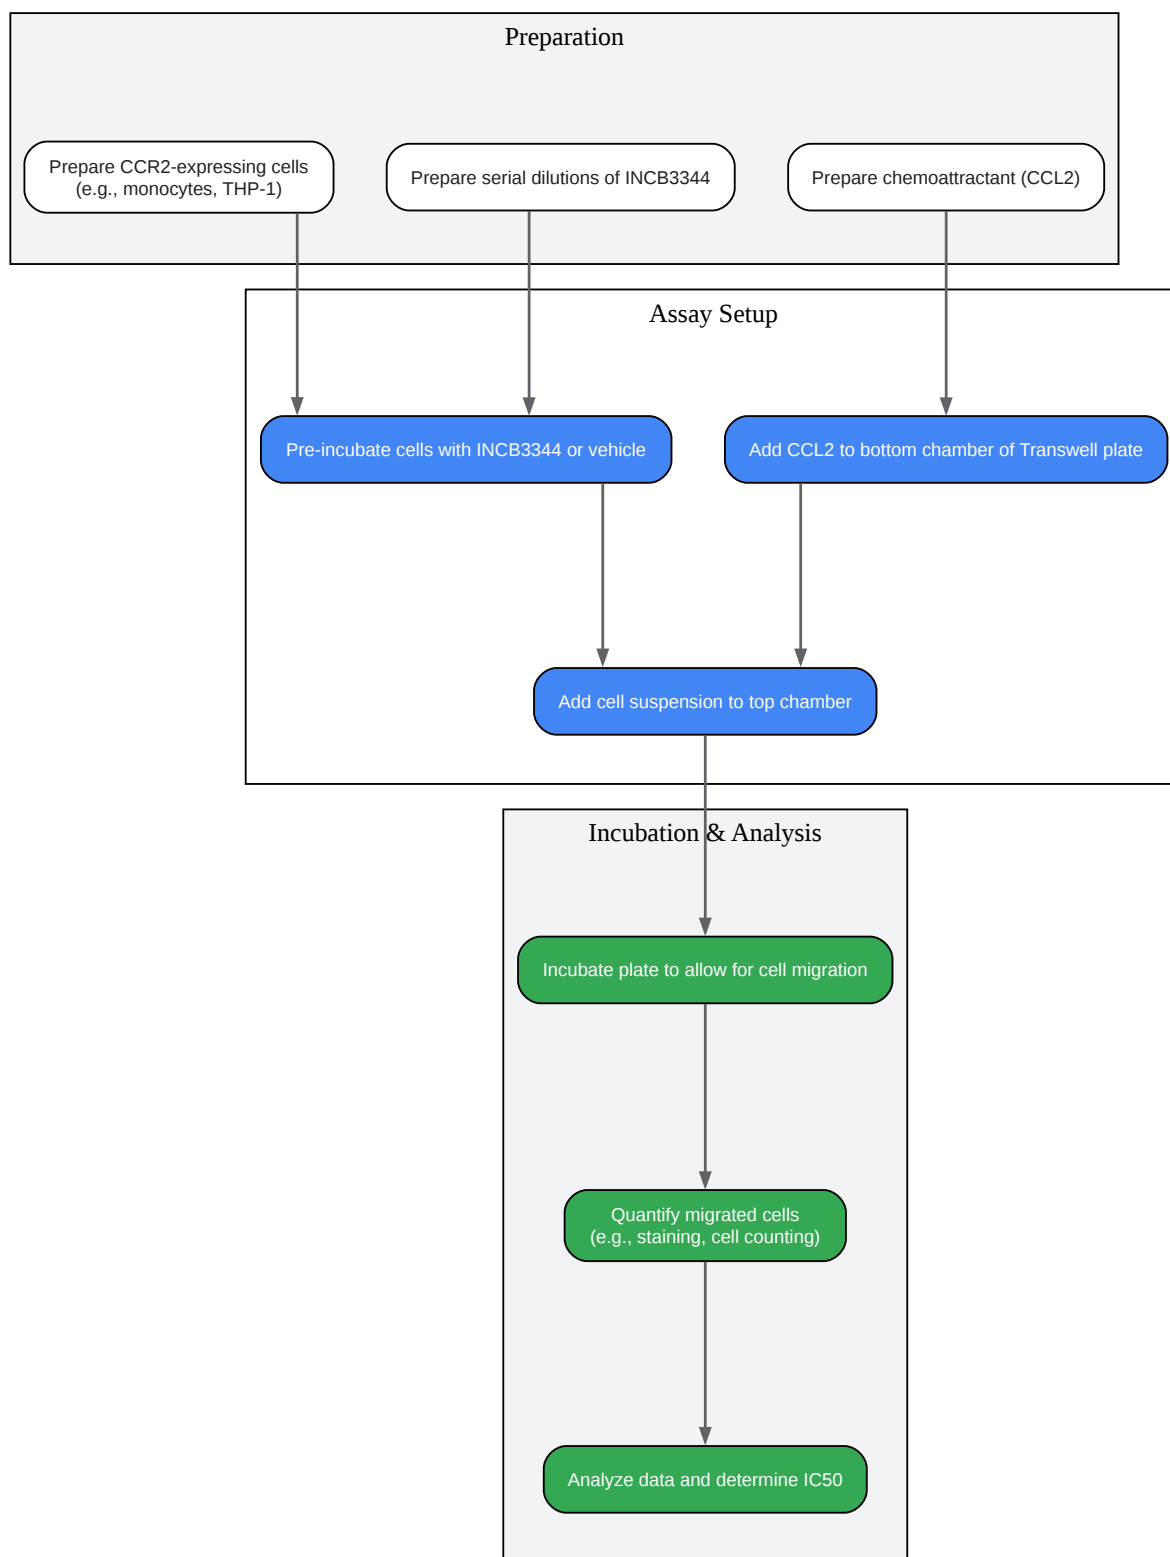 Preparation
Prepare CCR2-expressing cells
(e.g., monocytes, THP-1)
Prepare serial dilutions of INCB3344
Prepare chemoattractant (CCL2)
Assay Setup
Pre-incubate cells with INCB3344 or vehicle
Add CCL2 to bottom chamber of Transwell plate
Add cell suspension to top chamber
Incubation & Analysis
Incubate plate to allow for cell migration
Quantify migrated cells
(e.g., staining, cell counting)
Analyze data and determine IC50